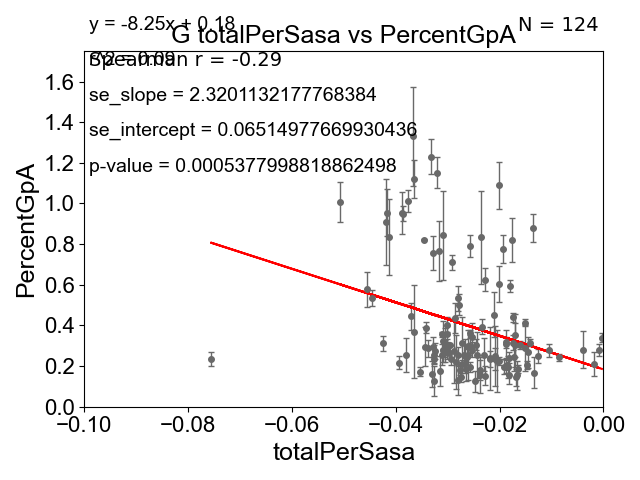 y = -8.25x + 0.18
N = 124
G totalPerSasa vs PercentGpA
Spearman r = -0.29
se_slope = 2.3201132177768384
se_intercept = 0.06514977669930436
p-value = 0.0005377998818862498
PercentGpA
1.6
1.4
1.2
1.0
0.8
0.6
0.4
0.2
0.0
−0.10
−0.08
−0.06
−0.04
−0.02
0.00
totalPerSasa